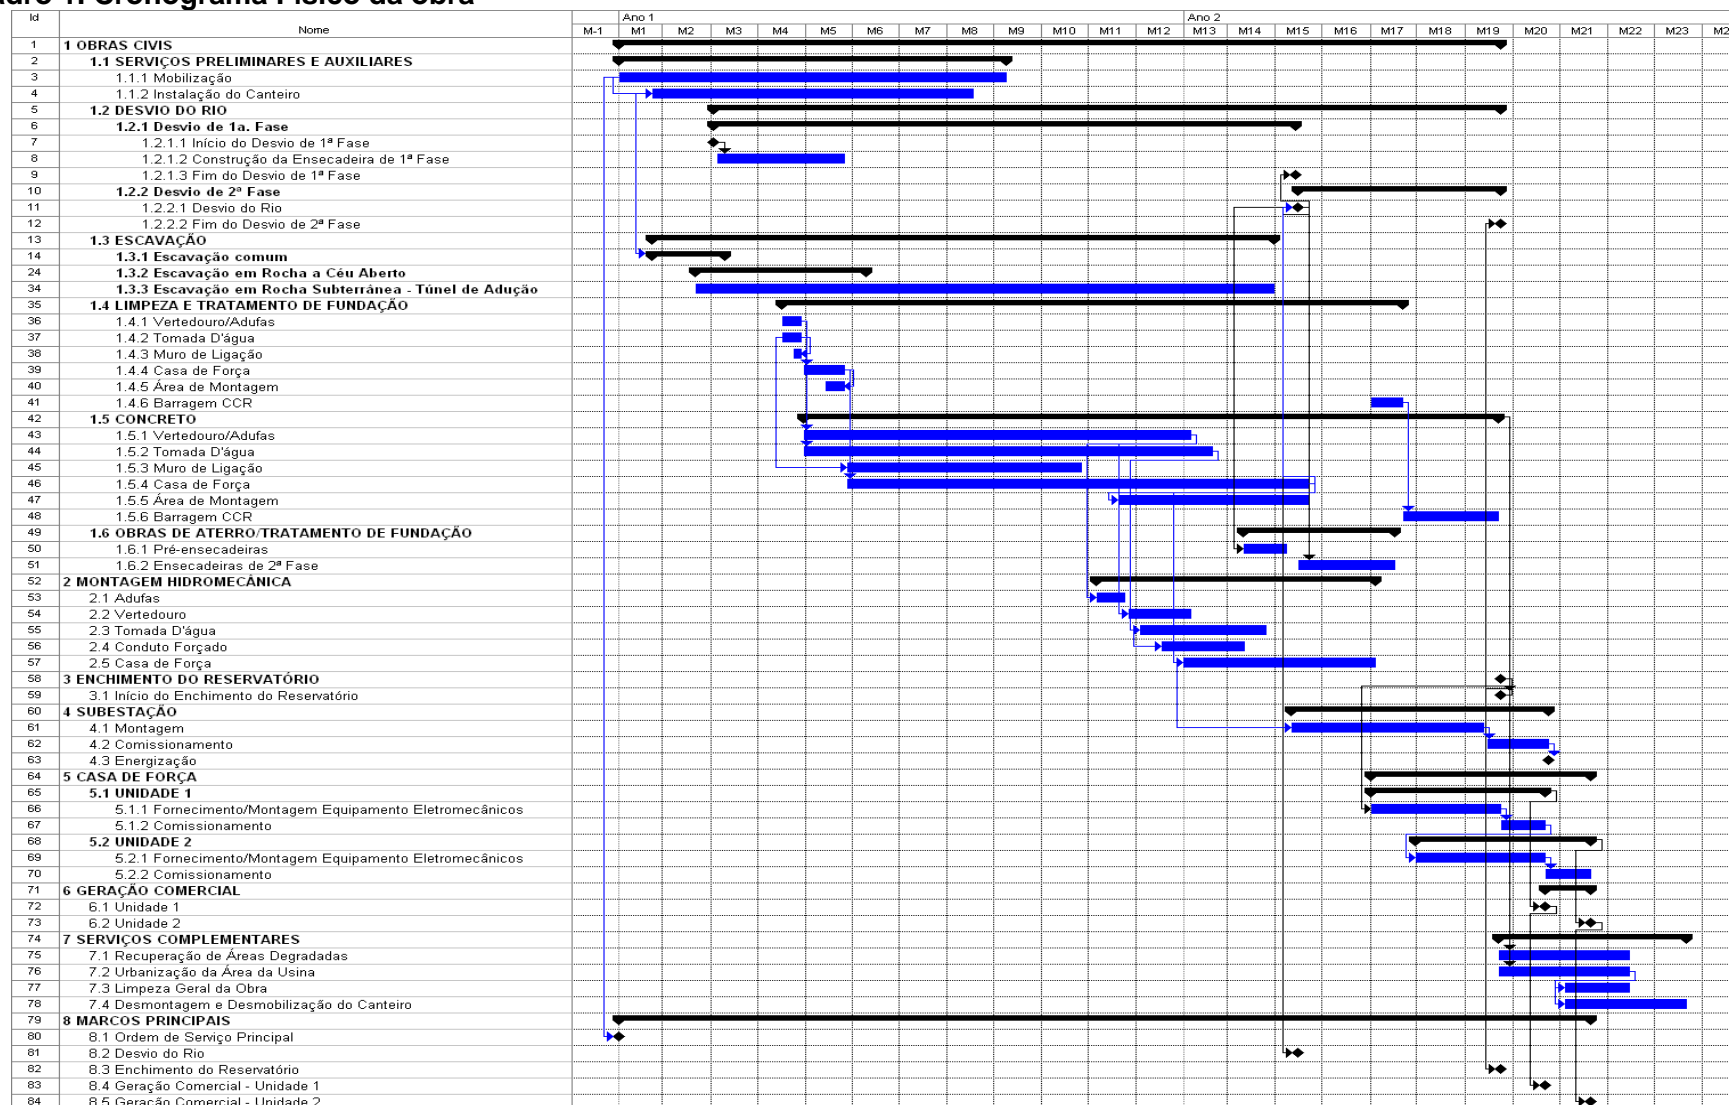 Cronograma Físico da obra
Id Nome M-1 Ano 1 M1 M2 M3 M4 M5 M6 M7 M8 M9 M10 M11 M12 Ano 2 M13 M14 M15 M16 M17 M18 M19 M20 M21 M22 M23
1 1 OBRAS CIVIS
2 1.1 SERVIÇOS PRELIMINARES E AUXILIARES
3 1.1.1 Mobilização
4 1.1.2 Instalação do Canteiro
5 1.2 DESVIO DO RIO
6 1.2.1 Desvio de 1a. Fase
7 1.2.1.1 Início do Desvio de 1ª Fase
8 1.2.1.2 Construção da Ensecadeira de 1ª Fase
9 1.2.1.3 Fim do Desvio de 1ª Fase
10 1.2.2 Desvio de 2ª Fase
11 1.2.2.1 Desvio do Rio
12 1.2.2.2 Fim do Desvio de 2ª Fase
13 1.3 ESCAVAÇÃO
14 1.3.1 Escavação comum
24 1.3.2 Escavação em Rocha a Céu Aberto
34 1.3.3 Escavação em Rocha Subterrânea - Túnel de Adução
35 1.4 LIMPEZA E TRATAMENTO DE FUNDAÇÃO
36 1.4.1 Vertedouro/Adufas
37 1.4.2 Tomada D'água
38 1.4.3 Muro de Ligação
39 1.4.4 Casa de Força
40 1.4.5 Área de Montagem
41 1.4.6 Barragem CCR
42 1.5 CONCRETO
43 1.5.1 Vertedouro/Adufas
44 1.5.2 Tomada D'água
45 1.5.3 Muro de Ligação
46 1.5.4 Casa de Força
47 1.5.5 Área de Montagem
48 1.5.6 Barragem CCR
49 1.6 OBRAS DE ATERRO/TRATAMENTO DE FUNDAÇÃO
50 1.6.1 Pré-ensecadeiras
51 1.6.2 Ensecadeiras de 2ª Fase
52 2 MONTAGEM HIDROMECÂNICA
53 2.1 Adufas
54 2.2 Vertedouro
55 2.3 Tomada D'água
56 2.4 Conduto Forçado
57 2.5 Casa de Força
58 3 ENCHIMENTO DO RESERVATÓRIO
59 3.1 Início do Enchimento do Reservatório
60 4 SUBESTAÇÃO
61 4.1 Montagem
62 4.2 Comissionamento
63 4.3 Energização
64 5 CASA DE FORÇA
65 5.1 UNIDADE 1
66 5.1.1 Fornecimento/Montagem Equipamento Eletromecânicos
67 5.1.2 Comissionamento
68 5.2 UNIDADE 2
69 5.2.1 Fornecimento/Montagem Equipamento Eletromecânicos
70 5.2.2 Comissionamento
71 6 GERAÇÃO COMERCIAL
72 6.1 Unidade 1
73 6.2 Unidade 2
74 7 SERVIÇOS COMPLEMENTARES
75 7.1 Recuperação de Áreas Degradadas
76 7.2 Urbanização da Área da Usina
77 7.3 Limpeza Geral da Obra
78 7.4 Desmontagem e Desmobilização do Canteiro
79 8 MARCOS PRINCIPAIS
80 8.1 Ordem de Serviço Principal
81 8.2 Desvio do Rio
82 8.3 Enchimento do Reservatório
83 8.4 Geração Comercial - Unidade 1
84 8.5 Geração Comercial - Unidade 2